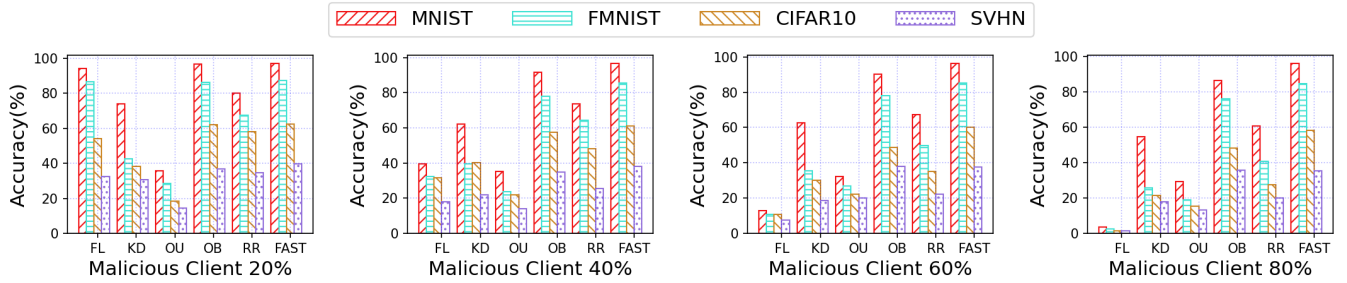 MNIST FMNIST CIFAR10 SVHN
Accuracy(%)
100
80
60
40
20
0
FL KD OU OB RR FAST
Malicious Client 20%
Accuracy(%)
100
80
60
40
20
0
FL KD OU OB RR FAST
Malicious Client 40%
Accuracy(%)
100
80
60
40
20
0
FL KD OU OB RR FAST
Malicious Client 60%
Accuracy(%)
100
80
60
40
20
0
FL KD OU OB RR FAST
Malicious Client 80%